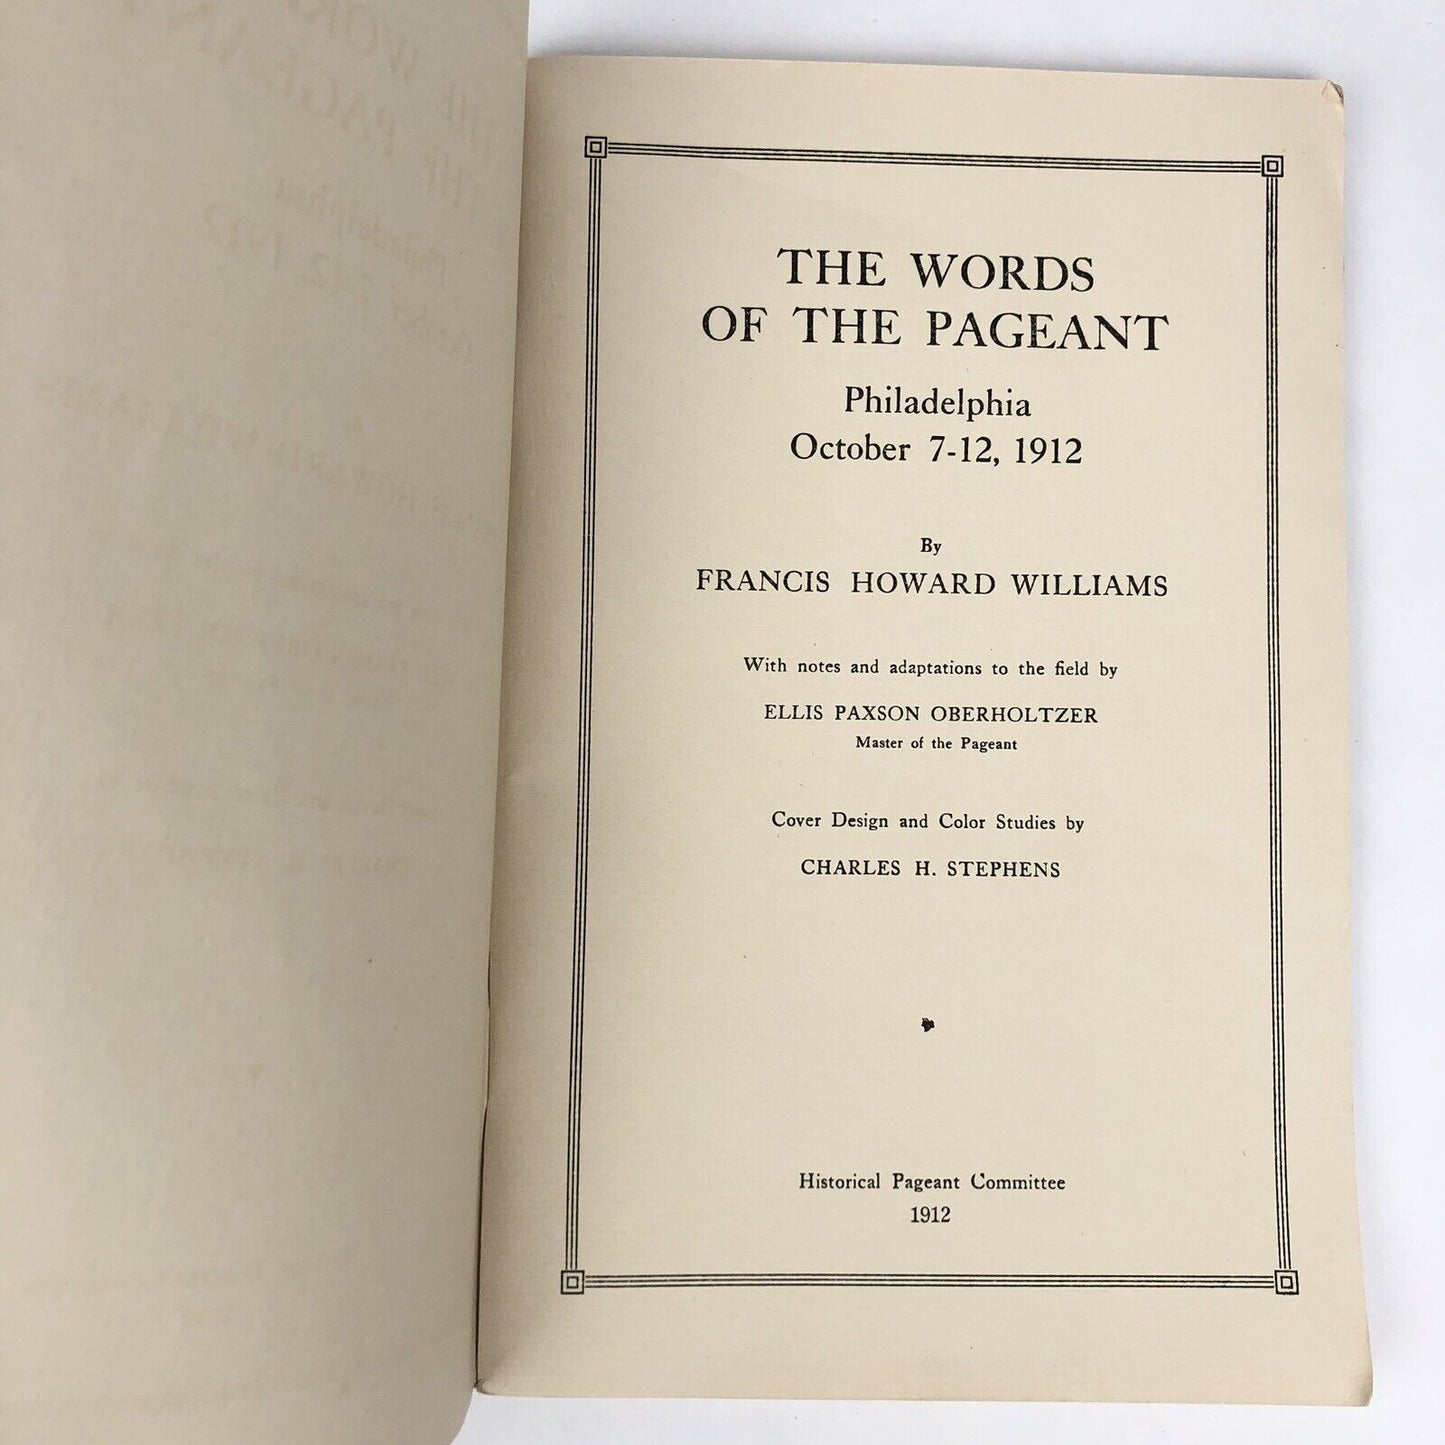 THE WORDS
OF THE PAGEANT
Philadelphia
October 7-12, 1912
By
FRANCIS HOWARD WILLIAMS
With notes and adaptations to the field by
ELLIS PAXSON OBERHOLTZER
Master of the Pageant
Cover Design and Color Studies by
CHARLES H. STEPHENS
Historical Pageant Committee
1912